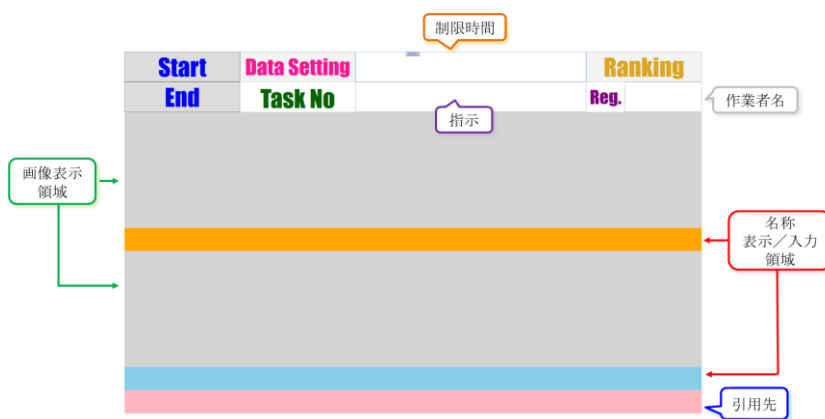 制限時間
Start
Data Setting
Ranking
End
Task No
Reg.
作業者名
指示
画像表示
領域
名称
表示／入力
領域
引用先